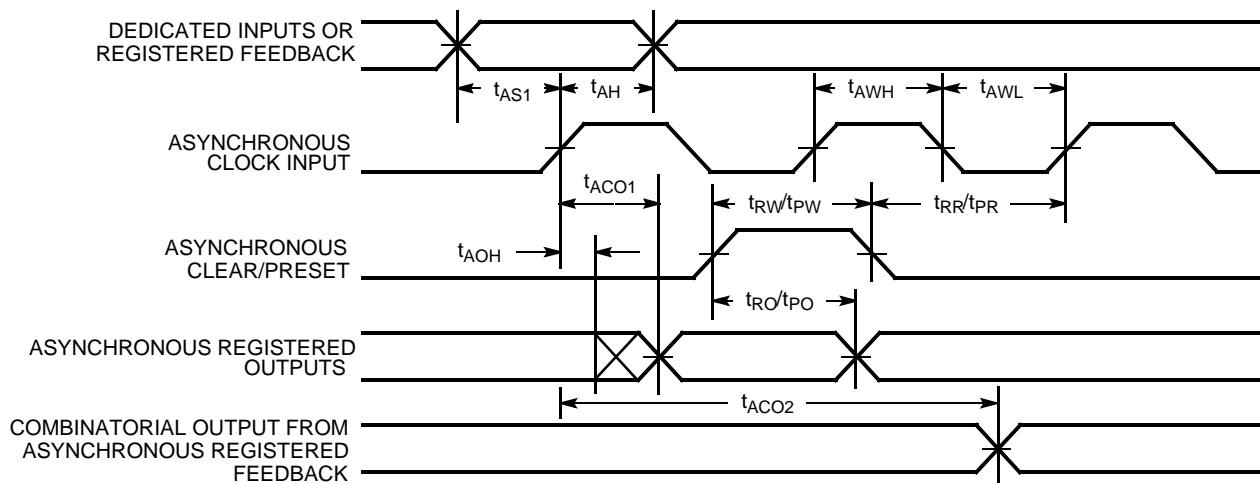 DEDICATED INPUTS OR
REGISTERED FEEDBACK
tAS1 tAH tAWH tAWL
ASYNCHRONOUS
CLOCK INPUT
tACO1
tRW/tPW tRR/tPR
ASYNCHRONOUS
CLEAR/PRESET
tAOH
tRO/tPO
ASYNCHRONOUS REGISTERED
OUTPUTS
tACO2
COMBINATORIAL OUTPUT FROM
ASYNCHRONOUS REGISTERED
FEEDBACK